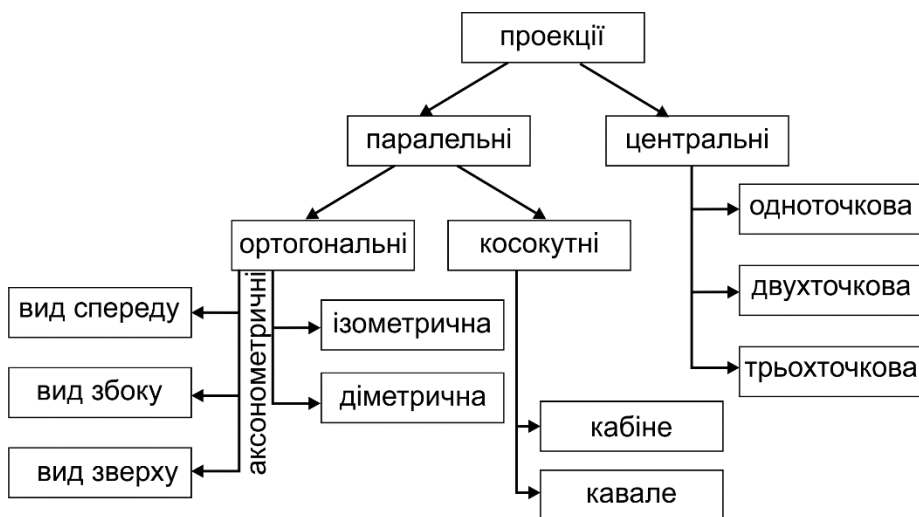 проекції
паралельні
центральні
одноточкова
ортогональні
косокутні
двухточкова
вид спереду
аксонометричні
ізометрична
трьохточкова
вид збоку
діметрична
кабіне
вид зверху
кавале